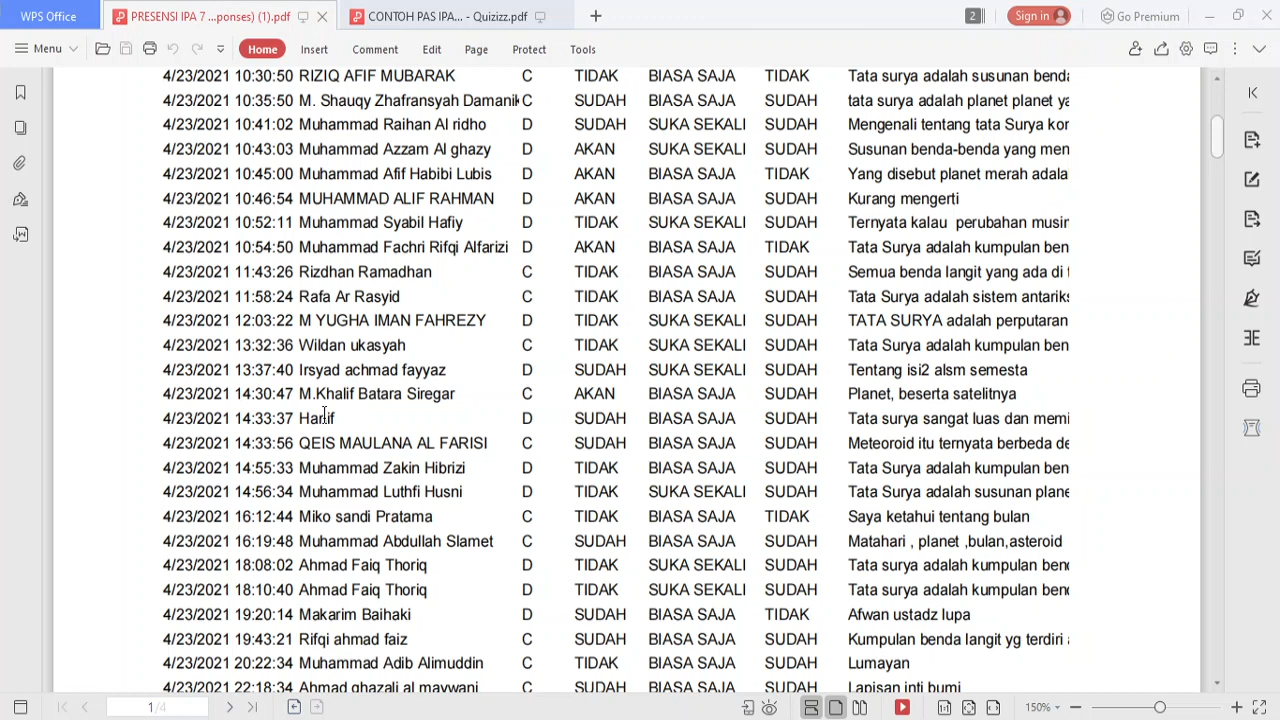 WPS Office PRESENSI IPA 7 ...ponses) (1).pdf CONTOH PAS IPA... - Quizizz.pdf 2 Sign in Go Premium
Menu Home Insert Comment Edit Page Protect Tools
4/23/2021 10:30:50 RIZIQ AFIF MUBARAK C TIDAK BIASA SAJA TIDAK Tata surya adalah susunan benda
4/23/2021 10:35:50 M. Shauqy Zhafransyah Damanik C SUDAH BIASA SAJA SUDAH tata surya adalah planet planet ya
4/23/2021 10:41:02 Muhammad Raihan Al ridho D SUDAH SUKA SEKALI SUDAH Mengenali tentang tata Surya kor
4/23/2021 10:43:03 Muhammad Azzam Al ghazy D AKAN SUKA SEKALI SUDAH Susunan benda-benda yang men
4/23/2021 10:45:00 Muhammad Afif Habibi Lubis D AKAN BIASA SAJA TIDAK Yang disebut planet merah adala
4/23/2021 10:46:54 MUHAMMAD ALIF RAHMAN D AKAN BIASA SAJA SUDAH Kurang mengerti
4/23/2021 10:52:11 Muhammad Syabil Hafiy D TIDAK SUKA SEKALI SUDAH Ternyata kalau perubahan musin
4/23/2021 10:54:50 Muhammad Fachri Rifqi Alfarizi D AKAN BIASA SAJA TIDAK Tata Surya adalah kumpulan ben
4/23/2021 11:43:26 Rizdhan Ramadhan C TIDAK BIASA SAJA SUDAH Semua benda langit yang ada di
4/23/2021 11:58:24 Rafa Ar Rasyid C TIDAK BIASA SAJA SUDAH Tata Surya adalah sistem antariks
4/23/2021 12:03:22 M YUGHA IMAN FAHREZY D TIDAK SUKA SEKALI SUDAH TATA SURYA adalah perputaran
4/23/2021 13:32:36 Wildan ukasyah C TIDAK SUKA SEKALI SUDAH Tata Surya adalah kumpulan ben
4/23/2021 13:37:40 Irsyad achmad fayyaz D SUDAH SUKA SEKALI SUDAH Tentang isi2 alsm semesta
4/23/2021 14:30:47 M.Khalif Batara Siregar C AKAN BIASA SAJA SUDAH Planet, beserta satelitnya
4/23/2021 14:33:37 Hanif D SUDAH BIASA SAJA SUDAH Tata surya sangat luas dan memi
4/23/2021 14:33:56 QEIS MAULANA AL FARISI C SUDAH BIASA SAJA SUDAH Meteoroid itu ternyata berbeda de
4/23/2021 14:55:33 Muhammad Zakin Hibrizi D TIDAK BIASA SAJA SUDAH Tata Surya adalah kumpulan ben
4/23/2021 14:56:34 Muhammad Luthfi Husni D TIDAK SUKA SEKALI SUDAH Tata Surya adalah susunan plane
4/23/2021 16:12:44 Miko sandi Pratama C TIDAK BIASA SAJA TIDAK Saya ketahui tentang bulan
4/23/2021 16:19:48 Muhammad Abdullah Slamet C SUDAH BIASA SAJA SUDAH Matahari , planet ,bulan,asteroid
4/23/2021 18:08:02 Ahmad Faiq Thoriq D TIDAK SUKA SEKALI SUDAH Tata surya adalah kumpulan bend
4/23/2021 18:10:40 Ahmad Faiq Thoriq D TIDAK SUKA SEKALI SUDAH Tata surya adalah kumpulan bend
4/23/2021 19:20:14 Makarim Baihaki D SUDAH BIASA SAJA TIDAK Afwan ustadz lupa
4/23/2021 19:43:21 Rifqi ahmad faiz C SUDAH BIASA SAJA SUDAH Kumpulan benda langit yg terdiri
4/23/2021 20:22:34 Muhammad Adib Alimuddin C TIDAK BIASA SAJA SUDAH Lumayan
4/23/2021 22:18:34 Ahmad ghazali al maywani C SUDAH BIASA SAJA SUDAH Lapisan inti bumi
1/4 150%